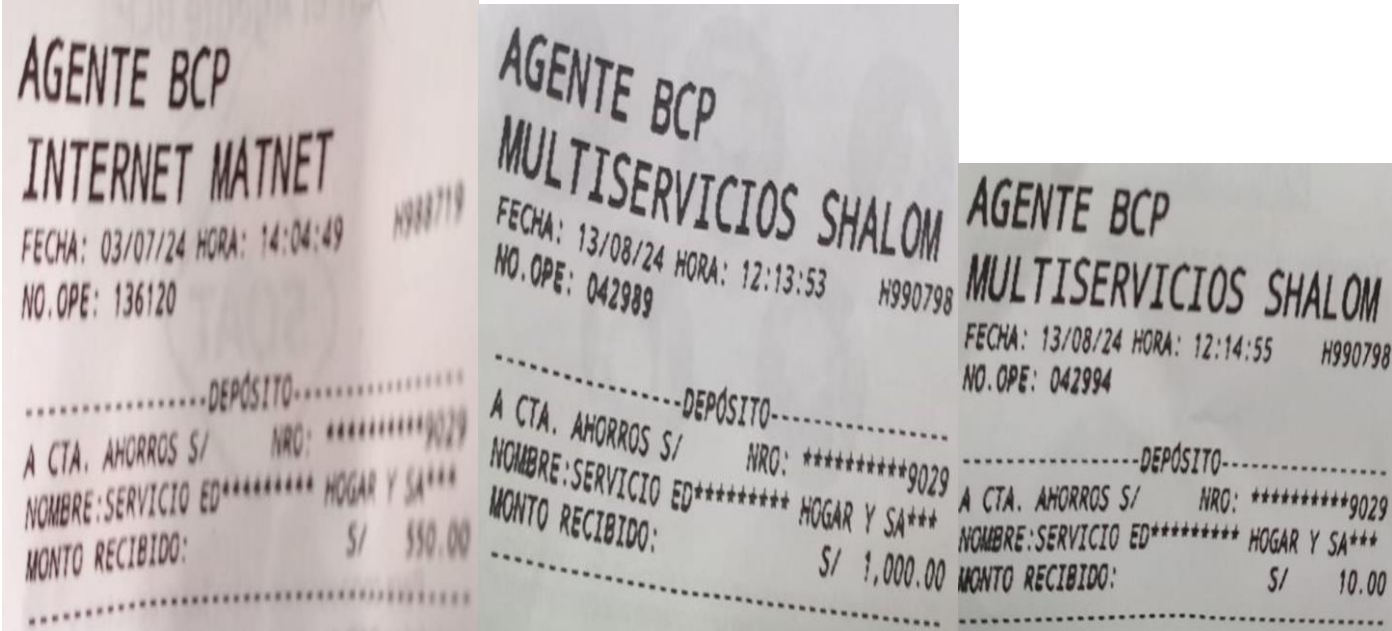 AGENTE BCP
INTERNET MATNET
FECHA: 03/07/24 HORA: 14:04:49 H988719
NO.OPE: 136120
DEPÓSITO
A CTA. AHORROS S/ NRO: **********9029
NOMBRE:SERVICIO ED********* HOGAR Y SA***
MONTO RECIBIDO: S/ 550.00
AGENTE BCP
MULTISERVICIOS SHALOM
FECHA: 13/08/24 HORA: 12:13:53 H990798
NO.OPE: 042989
DEPÓSITO
A CTA. AHORROS S/ NRO: **********9029
NOMBRE:SERVICIO ED********* HOGAR Y SA***
MONTO RECIBIDO: S/ 1,000.00
AGENTE BCP
MULTISERVICIOS SHALOM
FECHA: 13/08/24 HORA: 12:14:55 H990798
NO.OPE: 042994
DEPÓSITO
A CTA. AHORROS S/ NRO: **********9029
NOMBRE:SERVICIO ED********* HOGAR Y SA***
MONTO RECIBIDO: S/ 10.00